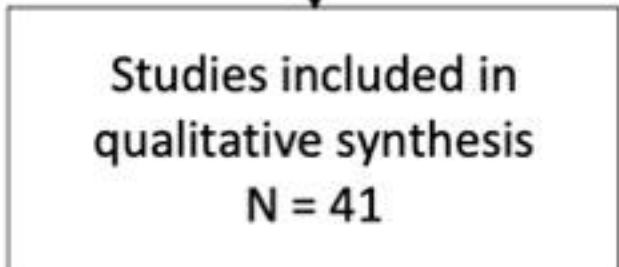 Studies included in
qualitative synthesis
N = 41